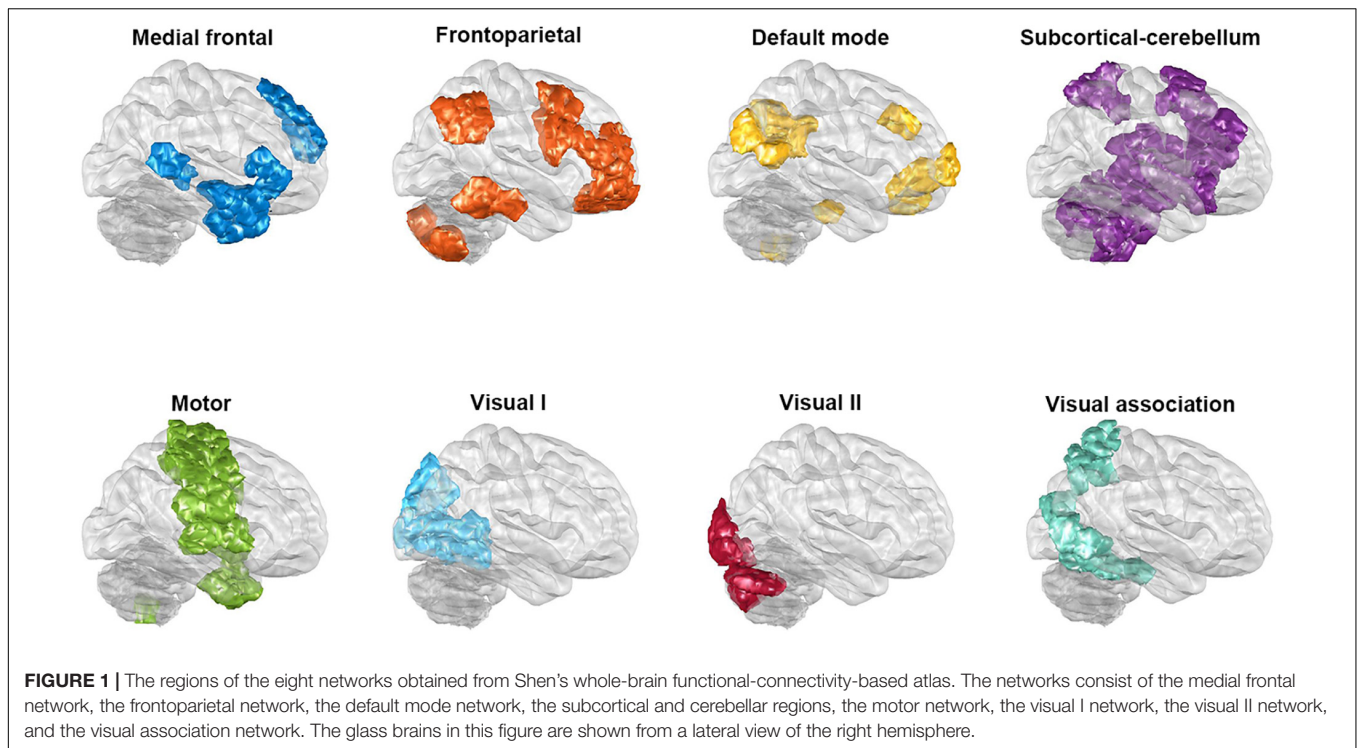 Medial frontal
Frontoparietal
Default mode
Subcortical-cerebellum
Motor
Visual I
Visual II
Visual association
FIGURE 1 | The regions of the eight networks obtained from Shen's whole-brain functional-connectivity-based atlas. The networks consist of the medial frontal
network, the frontoparietal network, the default mode network, the subcortical and cerebellar regions, the motor network, the visual I network, the visual II network,
and the visual association network. The glass brains in this figure are shown from a lateral view of the right hemisphere.